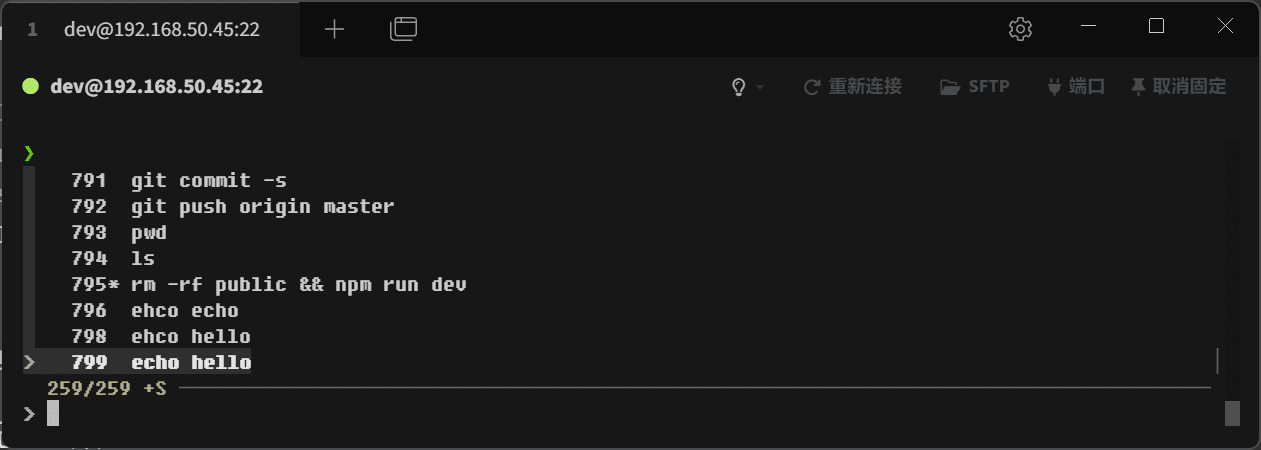 1 dev@192.168.50.45:22
dev@192.168.50.45:22 重新连接 SFTP 端口 取消固定
❯
791 git commit -s
792 git push origin master
793 pwd
794 ls
795* rm -rf public && npm run dev
796 ehco echo
798 ehco hello
> 799 echo hello
259/259 +S
>